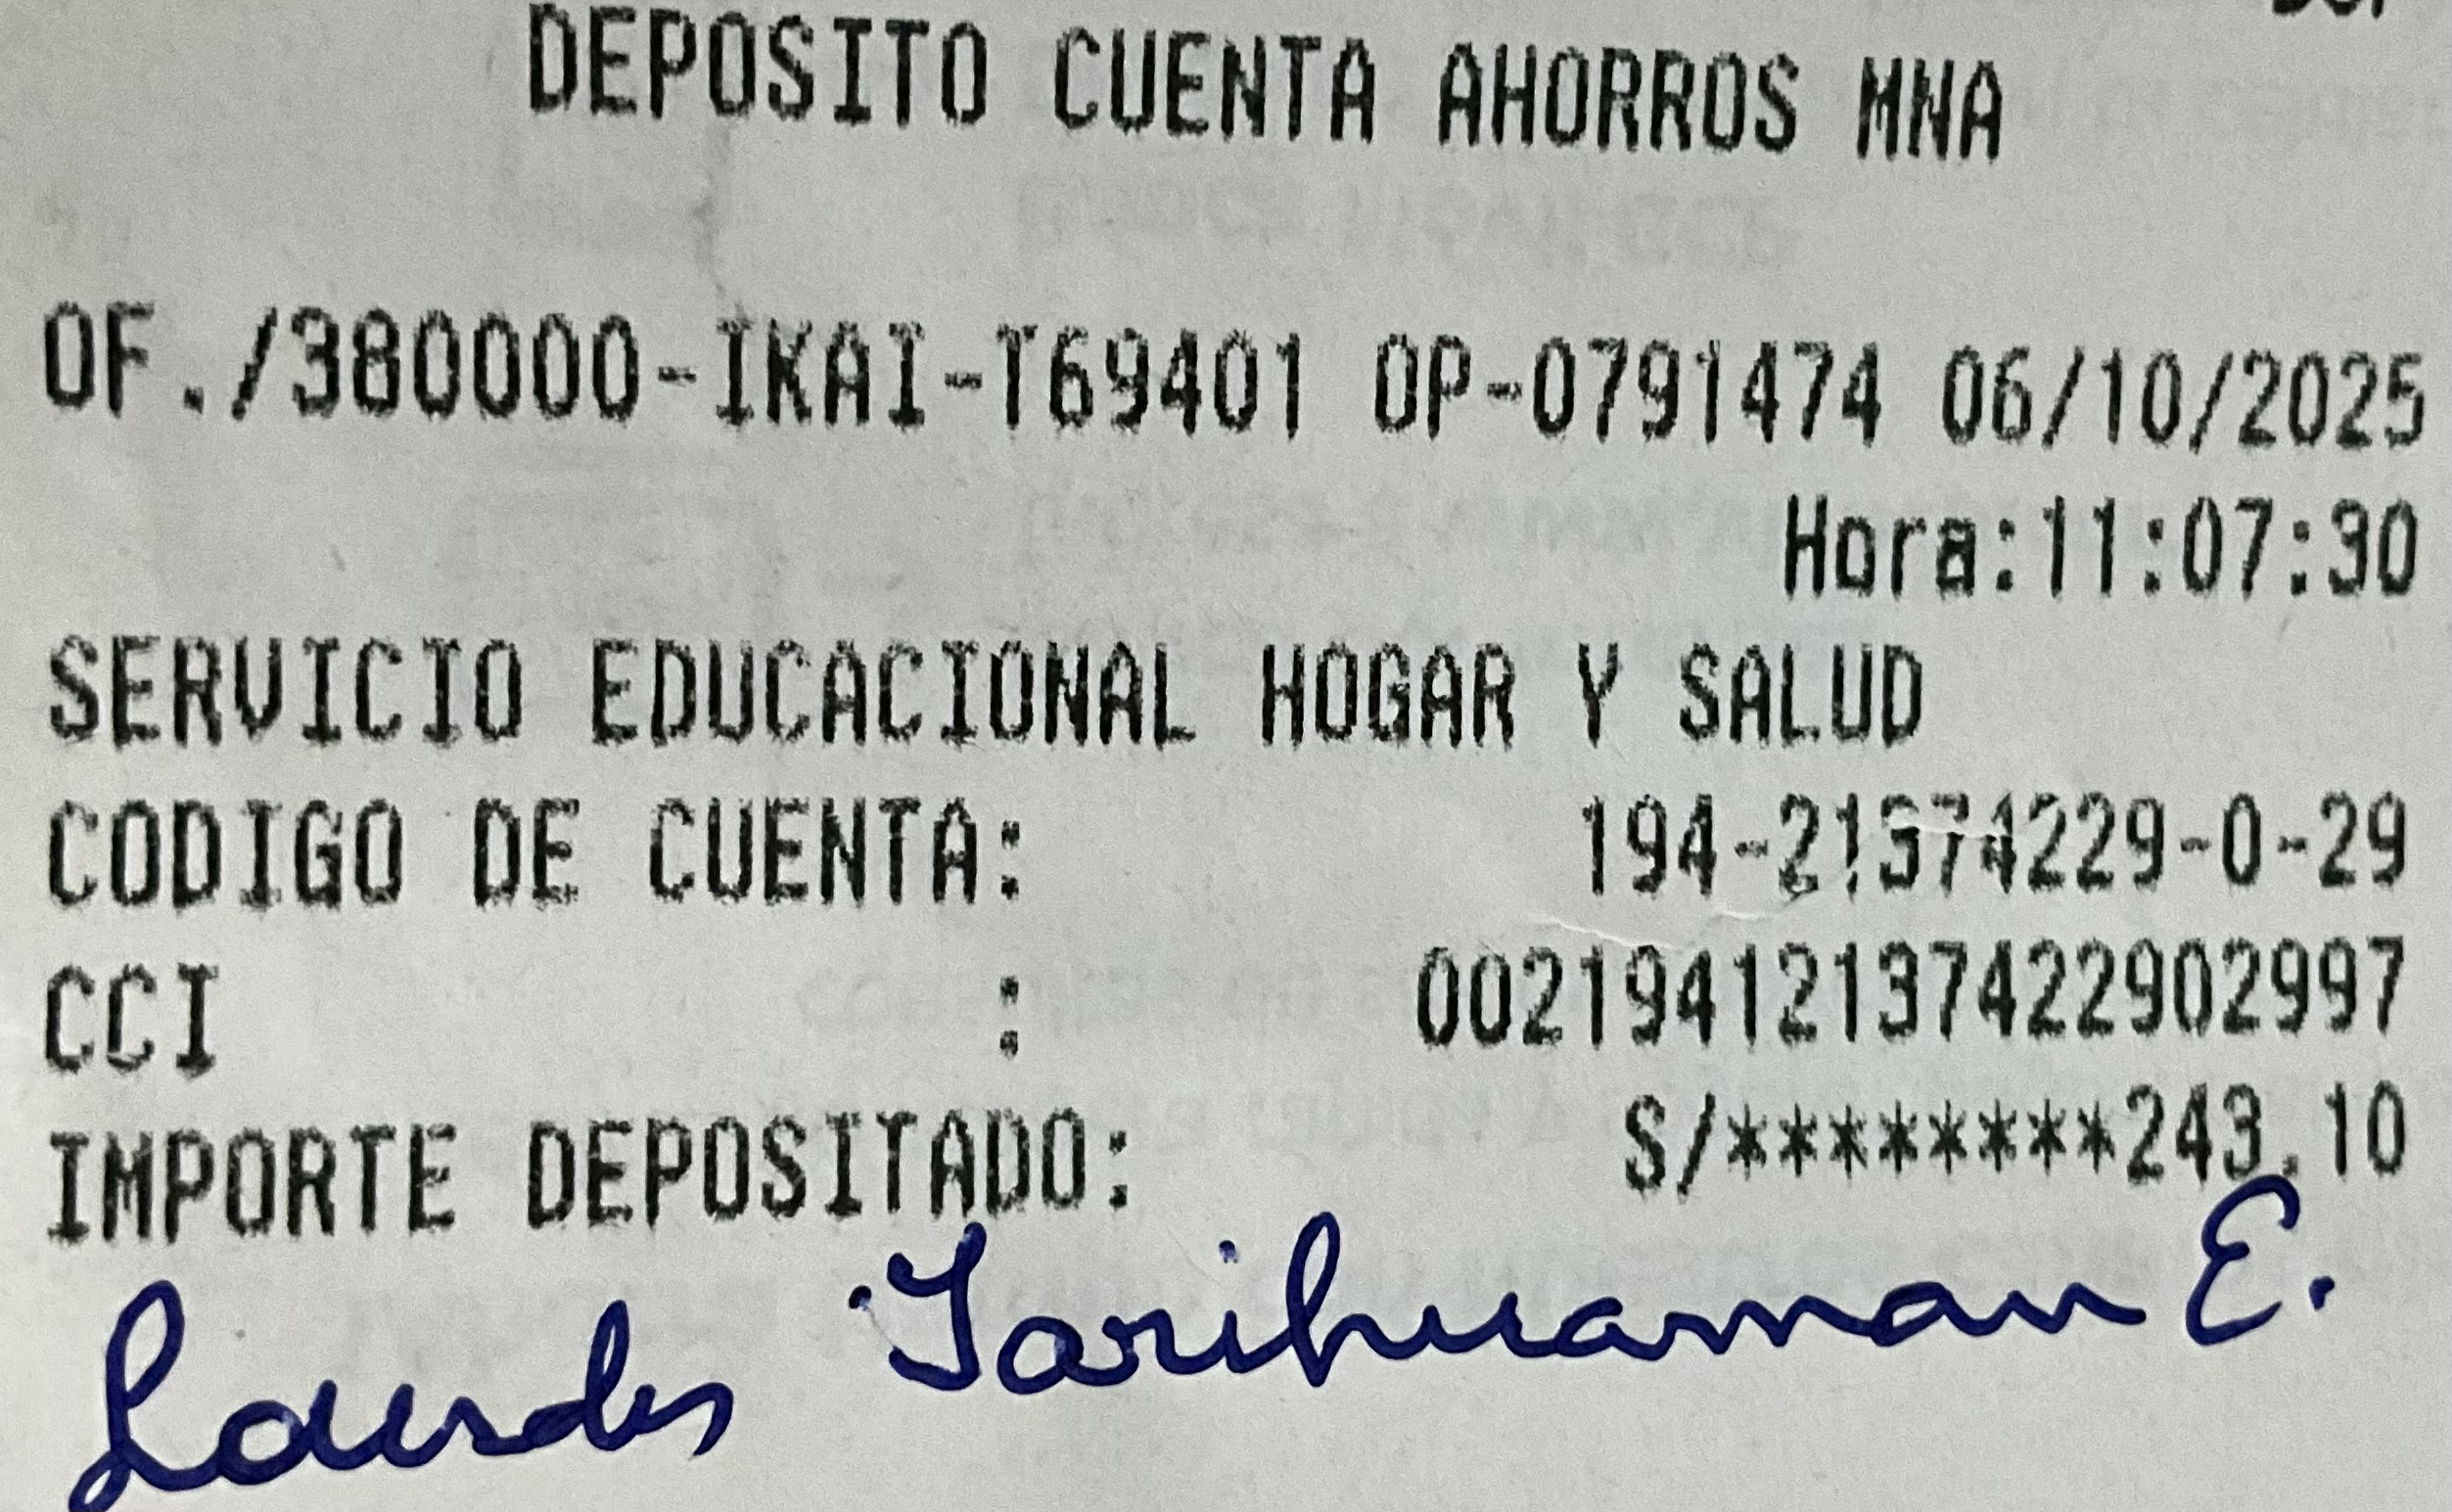 DEPOSITO CUENTA AHORROS MNA
OF./380000-IKAI-T69401 OP-0791474 06/10/2025
Hora:11:07:30
SERVICIO EDUCACIONAL HOGAR Y SALUD
CODIGO DE CUENTA: 194-21374229-0-29
CCI : 00219412137422902997
IMPORTE DEPOSITADO: S/********243.10
Lourdes Tarihuaman E.